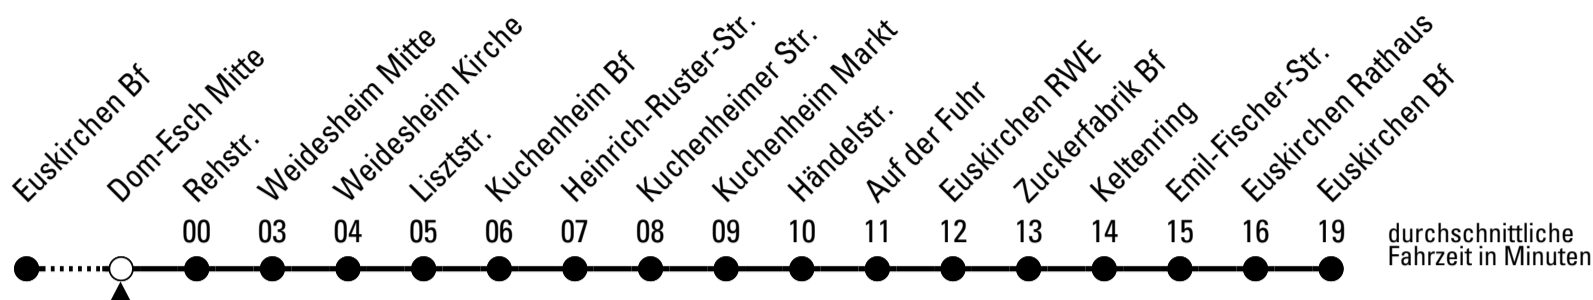 Euskirchen Bf
Dom-Esch Mitte
Rehstr.
Weidesheim Mitte
Weidesheim Kirche
Lisztstr.
Kuchenheim Bf
Heinrich-Ruster-Str.
Kuchenheimer Str.
Kuchenheim Markt
Händelstr.
Auf der Fuhr
Euskirchen RWE
Zuckerfabrik Bf
Keltenring
Emil-Fischer-Str.
Euskirchen Rathaus
Euskirchen Bf
00 03 04 05 06 07 08 09 10 11 12 13 14 15 16 19
durchschnittliche
Fahrzeit in Minuten